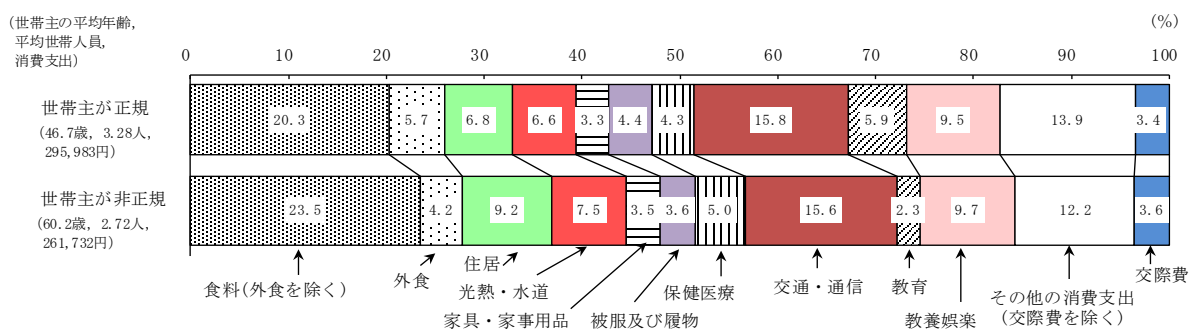 (世帯主の平均年齢,
平均世帯人員,
消費支出)
(%)
0 10 20 30 40 50 60 70 80 90 100
世帯主が正規
(46.7歳, 3.28人,
295,983円)
20.3 5.7 6.8 6.6 3.3 4.4 4.3 15.8 5.9 9.5 13.9 3.4
世帯主が非正規
(60.2歳, 2.72人,
261,732円)
23.5 4.2 9.2 7.5 3.5 3.6 5.0 15.6 2.3 9.7 12.2 3.6
食料(外食を除く)
外食
住居
光熱・水道
家具・家事用品
被服及び履物
保健医療
交通・通信
教育
教養娯楽
その他の消費支出
(交際費を除く)
交際費